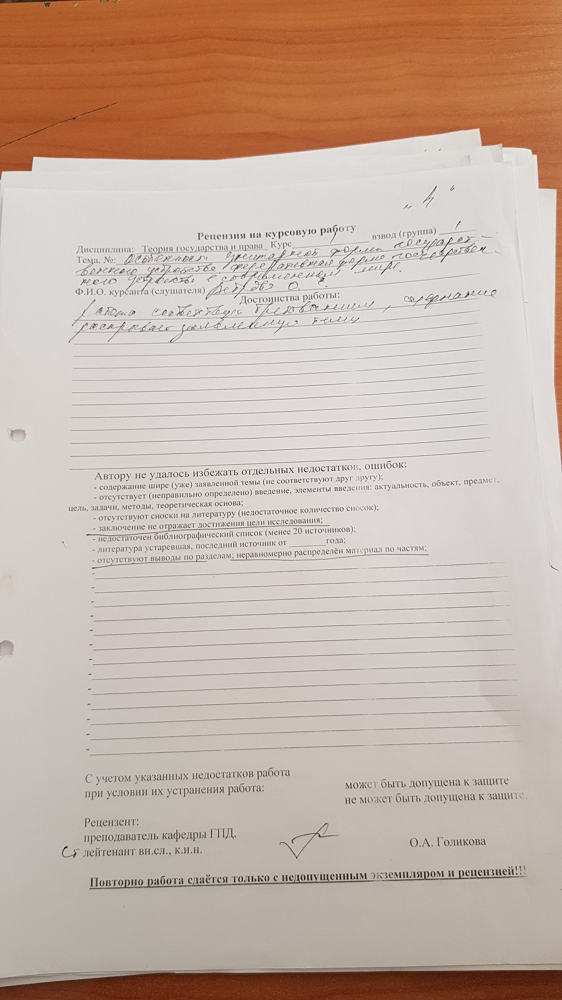 „ 4 “
Рецензия на курсовую работу
Дисциплина: Теория государства и права Курс 1 взвод (группа) 1
Тема, №: Особенности унитарной формы государст-
венного устройства. федеративная форма государствен-
ного устройства в современном мире.
Ф.И.О. курсанта (слушателя) О. Е.
Достоинства работы:
Работа соответствует требованиям, содержание
раскрывает заявленную тему
Автору не удалось избежать отдельных недостатков, ошибок:
- содержание шире (уже) заявленной темы (не соответствуют друг другу);
- отсутствует (неправильно определено) введение, элементы введения: актуальность, объект, предмет,
цель, задачи, методы, теоретическая основа;
- отсутствуют сноски на литературу (недостаточное количество сносок);
- заключение не отражает достижения цели исследования;
- недостаточен библиографический список (менее 20 источников);
- литература устаревшая, последний источник от ________года;
- отсутствуют выводы по разделам; неравномерно распределён материал по частям;
С учетом указанных недостатков работа
при условии их устранения работа:
может быть допущена к защите
не может быть допущена к защите.
Рецензент:
преподаватель кафедры ГПД,
Ст лейтенант вн.сл., к.и.н.
О.А. Голикова
Повторно работа сдаётся только с недопущенным экземпляром и рецензией!!!